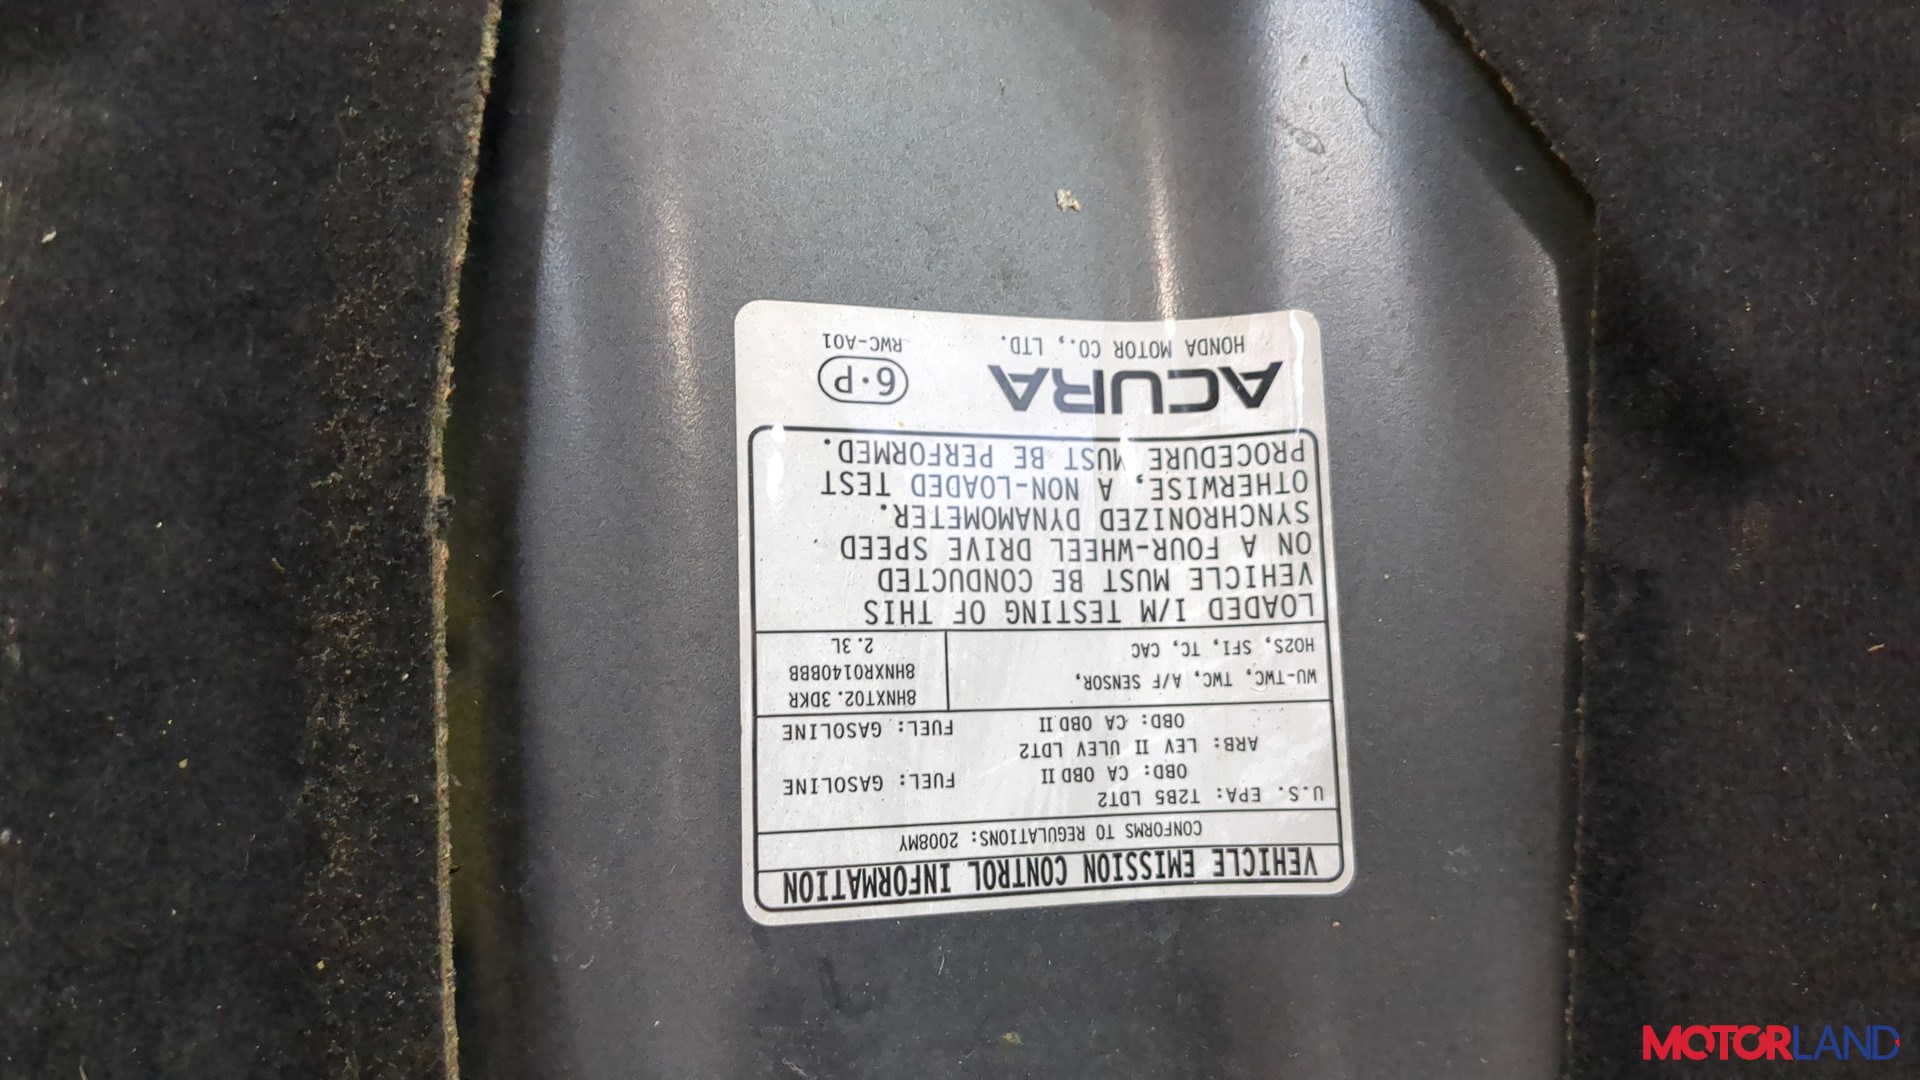 VEHICLE EMISSION CONTROL INFORMATION
CONFORMS TO REGULATIONS: 2008MY
U.S. EPA: T2B5 LDT2
OBD: CA OBD II FUEL: GASOLINE
ARB: LEV II ULEV LDT2
OBD: CA OBD II FUEL: GASOLINE
WU-TWC, TWC, A/F SENSOR,
HO2S, SFI, TC, CAC
8HNXT02.3DKR
8HNXR0140BBB
2.3L
LOADED I/M TESTING OF THIS
VEHICLE MUST BE CONDUCTED
ON A FOUR-WHEEL DRIVE SPEED
SYNCHRONIZED DYNAMOMETER.
OTHERWISE, A NON-LOADED TEST
PROCEDURE MUST BE PERFORMED.
ACURA 6·P
HONDA MOTOR CO., LTD. RWC-A01
MOTORLAND